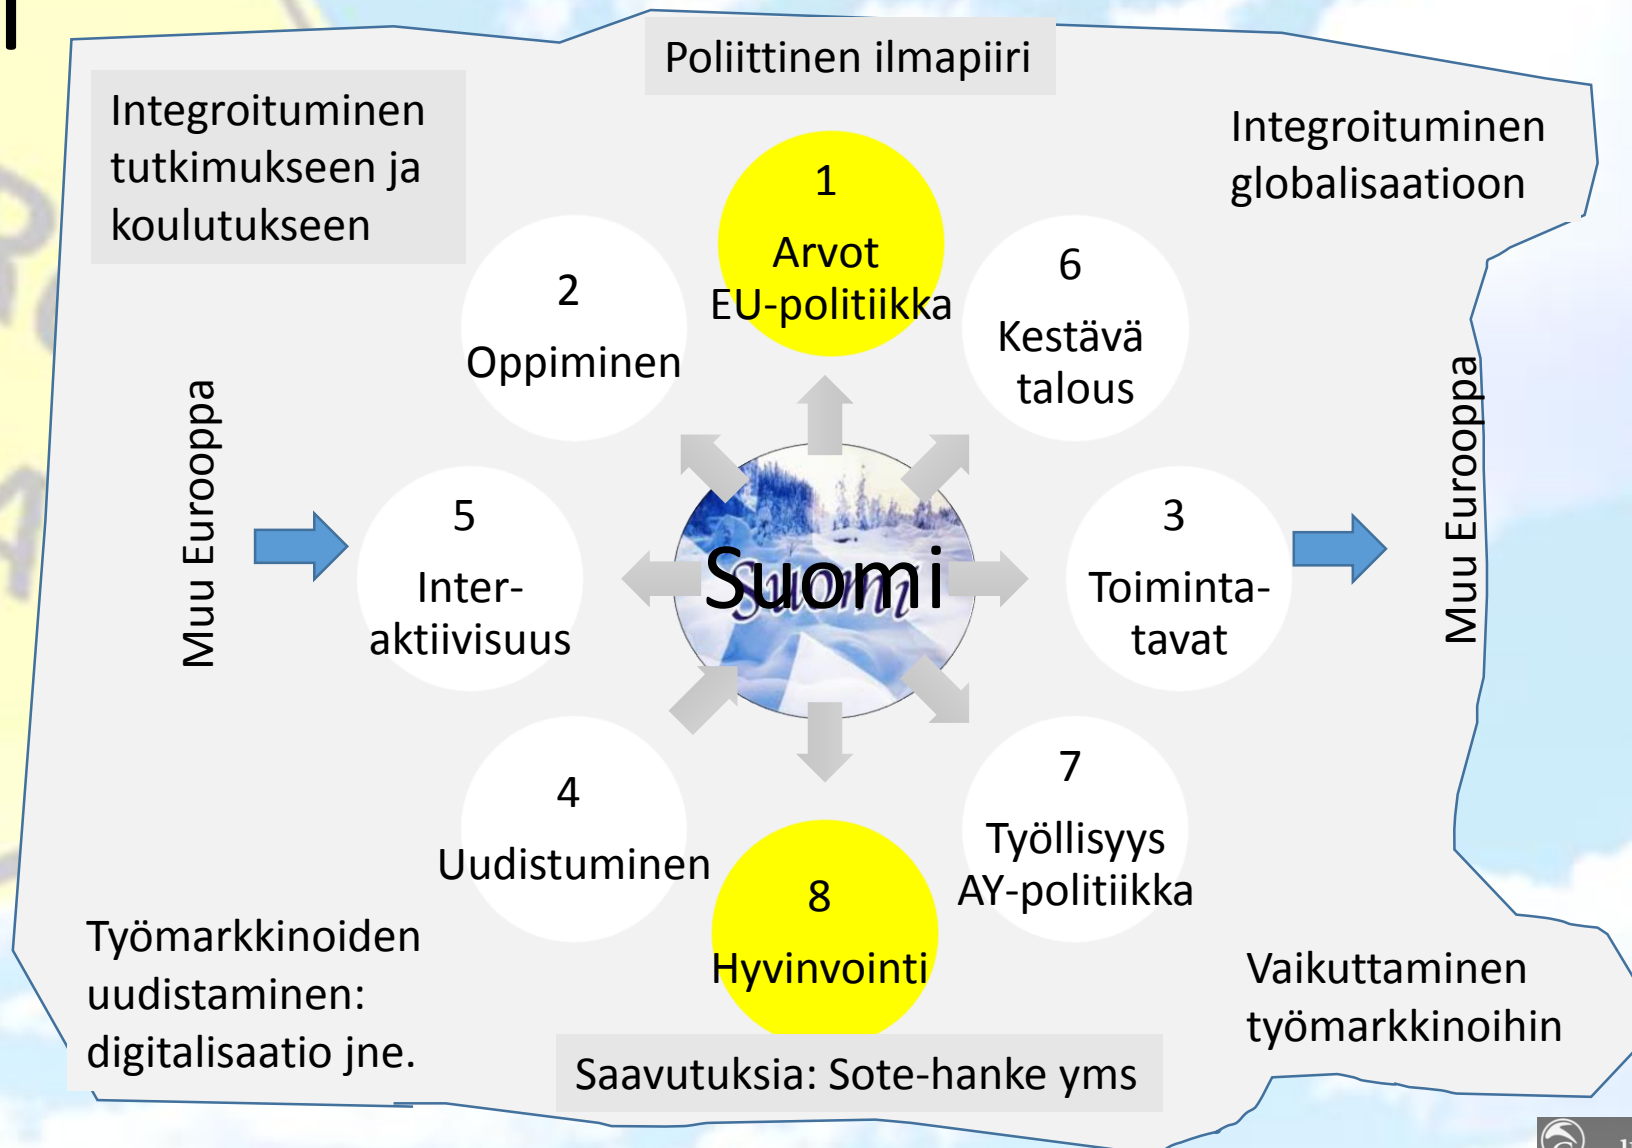 Poliittinen ilmapiiri
Integroituminen
tutkimukseen ja
koulutukseen
Integroituminen
globalisaatioon
1
Arvot
EU-politiikka
2
Oppiminen
6
Kestävä
talous
Muu Eurooppa
5
Inter-
aktiivisuus
Suomi
Suomi
3
Toiminta-
tavat
Muu Eurooppa
4
Uudistuminen
7
Työllisyys
AY-politiikka
8
Hyvinvointi
Työmarkkinoiden
uudistaminen:
digitalisaatio jne.
Vaikuttaminen
työmarkkinoihin
Saavutuksia: Sote-hanke yms